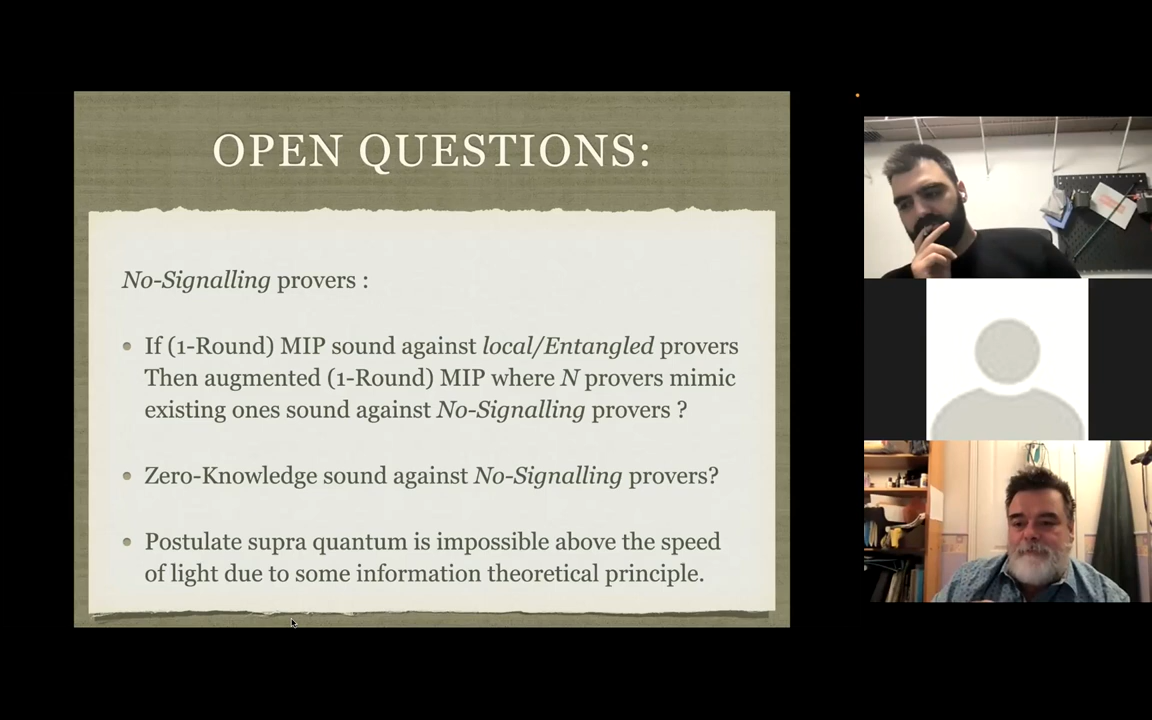 OPEN QUESTIONS:
No-Signalling provers :
If (1-Round) MIP sound against local/Entangled provers
Then augmented (1-Round) MIP where N provers mimic
existing ones sound against No-Signalling provers ?
Zero-Knowledge sound against No-Signalling provers?
Postulate supra quantum is impossible above the speed
of light due to some information theoretical principle.